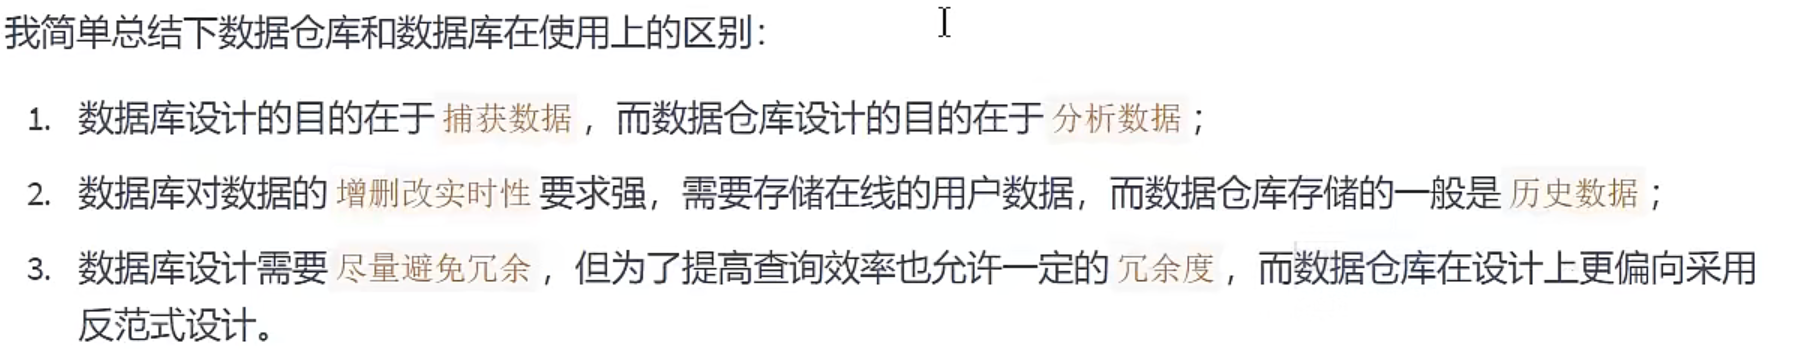 我简单总结下数据仓库和数据库在使用上的区别：
1. 数据库设计的目的在于 捕获数据 ，而数据仓库设计的目的在于 分析数据 ；
2. 数据库对数据的 增删改实时性 要求强，需要存储在线的用户数据，而数据仓库存储的一般是 历史数据 ；
3. 数据库设计需要 尽量避免冗余 ，但为了提高查询效率也允许一定的 冗余度 ，而数据仓库在设计上更偏向采用
反范式设计。